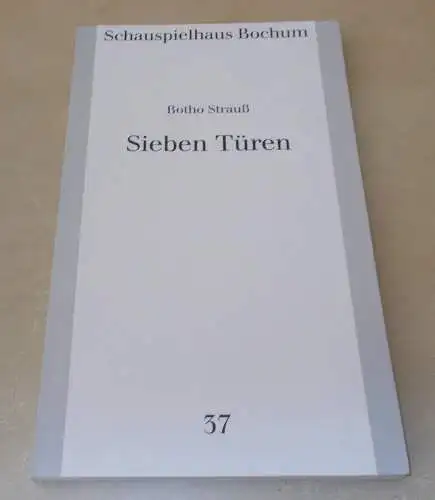 Schauspielhaus Bochum
Botho Strauß
Sieben Türen
37